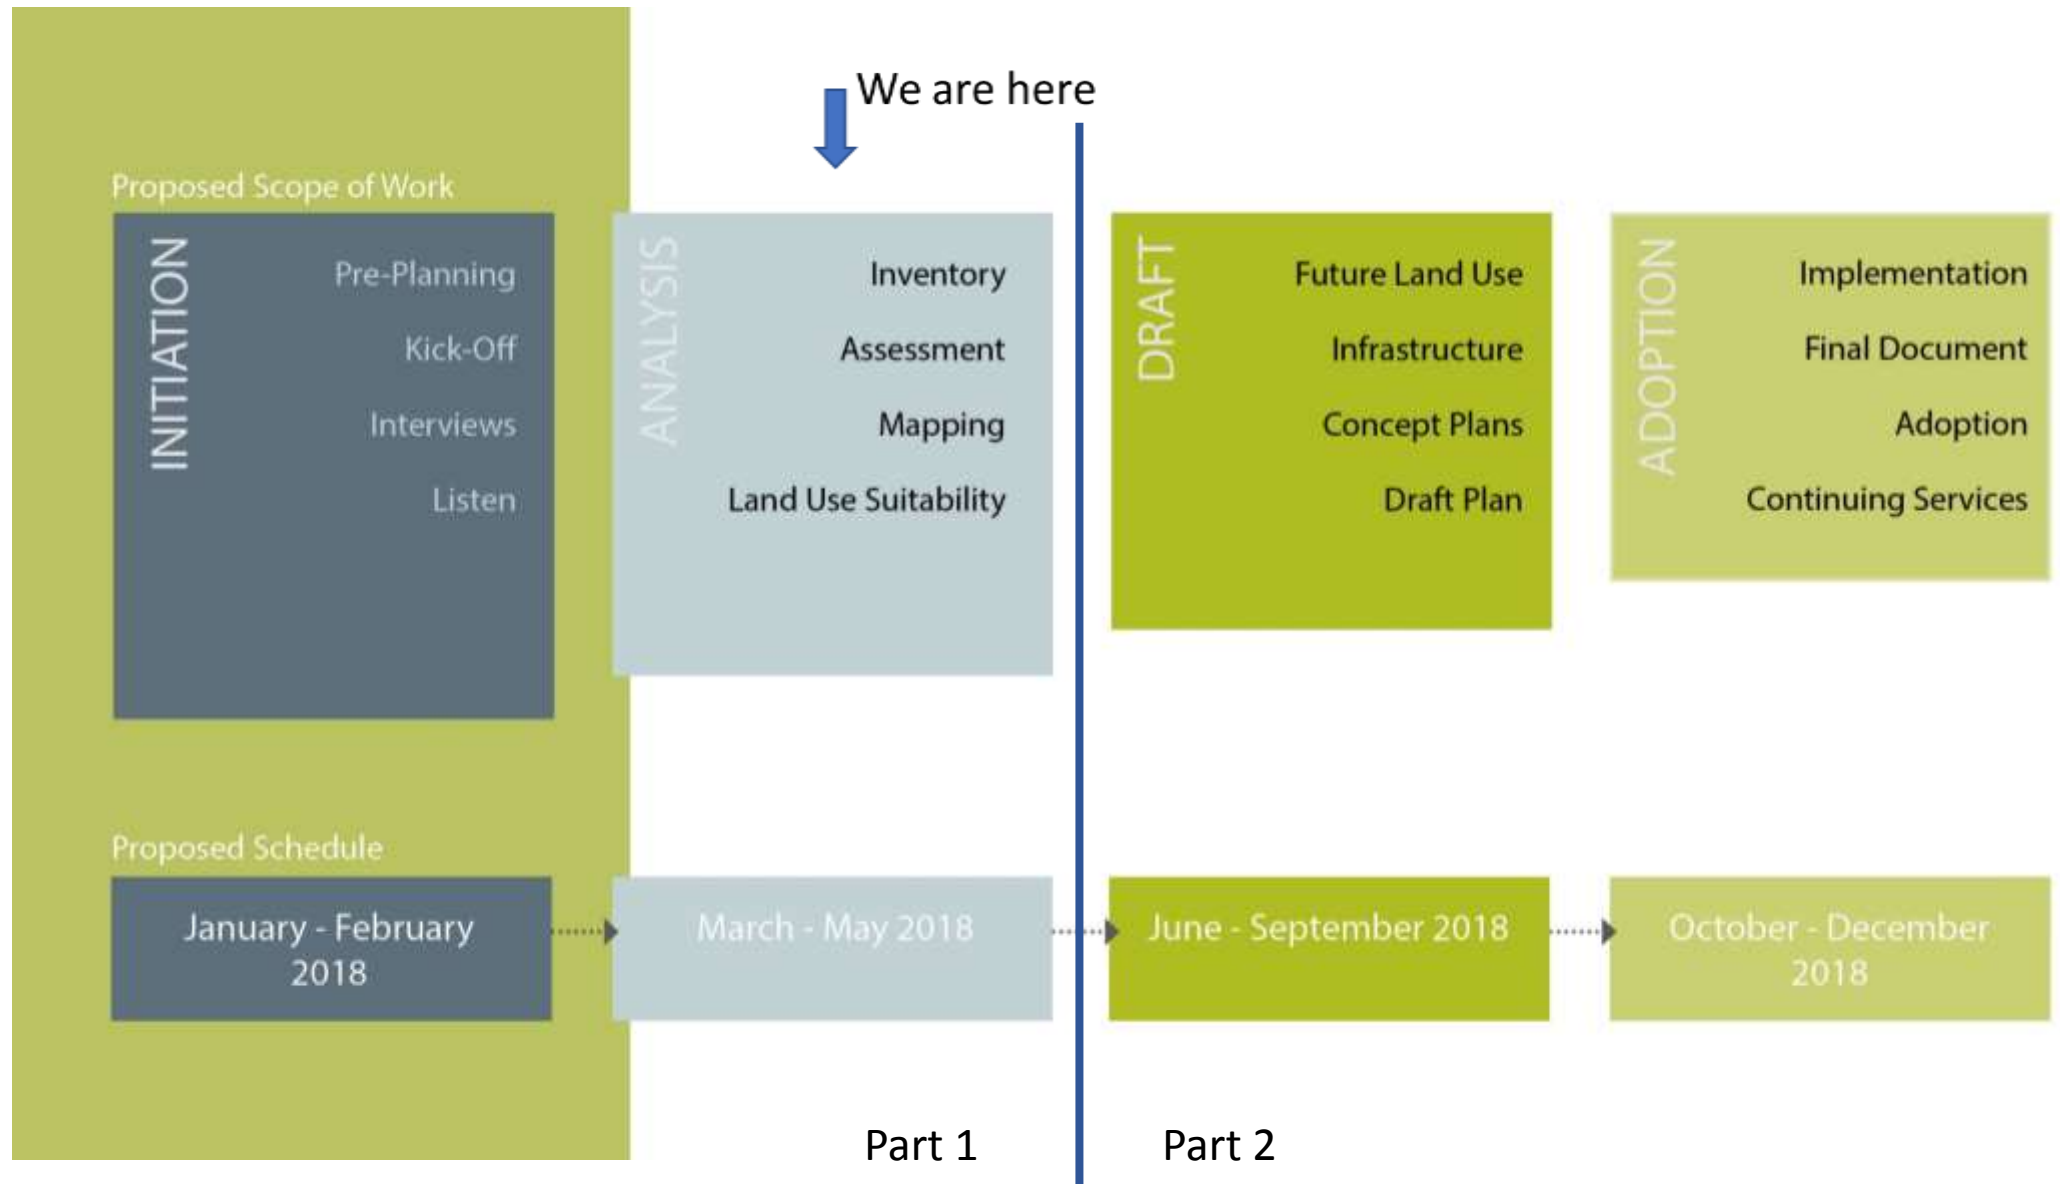 We are here
Proposed Scope of Work
INITIATION
Pre-Planning
Kick-Off
Interviews
Listen
ANALYSIS
Inventory
Assessment
Mapping
Land Use Suitability
DRAFT
Future Land Use
Infrastructure
Concept Plans
Draft Plan
ADOPTION
Implementation
Final Document
Adoption
Continuing Services
Proposed Schedule
January - February
2018
March - May 2018
June - September 2018
October - December
2018
Part 1
Part 2